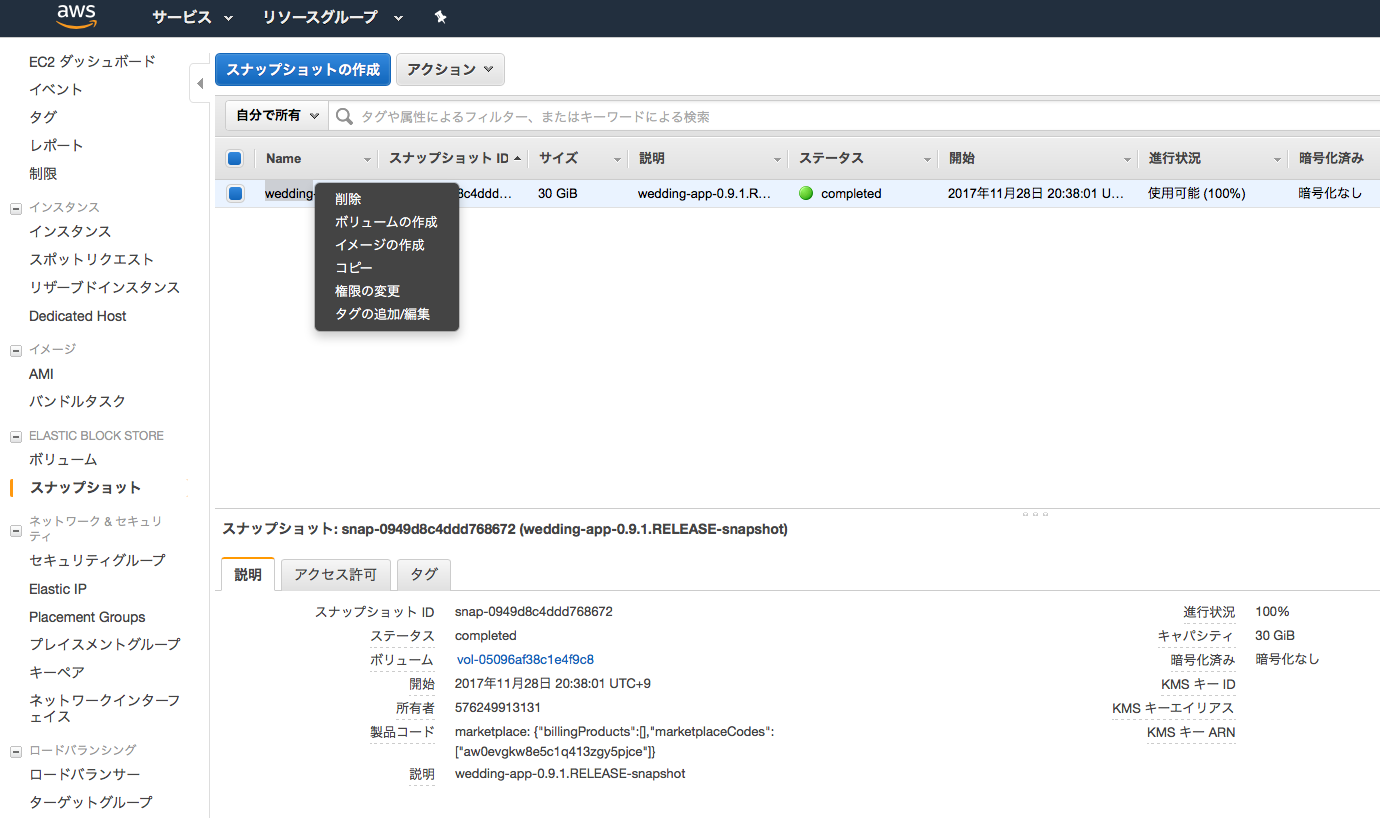 aws
サービス
リソースグループ
EC2 ダッシュボード
イベント
タグ
レポート
制限
インスタンス
インスタンス
スポットリクエスト
リザーブドインスタンス
Dedicated Host
イメージ
AMI
バンドルタスク
ELASTIC BLOCK STORE
ボリューム
スナップショット
ネットワーク & セキュリ
ティ
セキュリティグループ
Elastic IP
Placement Groups
プレイスメントグループ
キーペア
ネットワークインターフ
ェイス
ロードバランシング
ロードバランサー
ターゲットグループ
スナップショットの作成 アクション
自分で所有 タグや属性によるフィルター、またはキーワードによる検索
Name スナップショット ID サイズ 説明 ステータス 開始 進行状況 暗号化済み
wedding- 8c4ddd... 30 GiB wedding-app-0.9.1.R... completed 2017年11月28日 20:38:01 U... 使用可能 (100%) 暗号化なし
削除
ボリュームの作成
イメージの作成
コピー
権限の変更
タグの追加/編集
スナップショット: snap-0949d8c4ddd768672 (wedding-app-0.9.1.RELEASE-snapshot)
説明 アクセス許可 タグ
スナップショット ID snap-0949d8c4ddd768672
ステータス completed
ボリューム vol-05096af38c1e4f9c8
開始 2017年11月28日 20:38:01 UTC+9
所有者 576249913131
製品コード marketplace: {"billingProducts":[],"marketplaceCodes":
["aw0evgkw8e5c1q413zgy5pjce"]}
説明 wedding-app-0.9.1.RELEASE-snapshot
進行状況 100%
キャパシティ 30 GiB
暗号化済み 暗号化なし
KMS キー ID
KMS キーエイリアス
KMS キー ARN